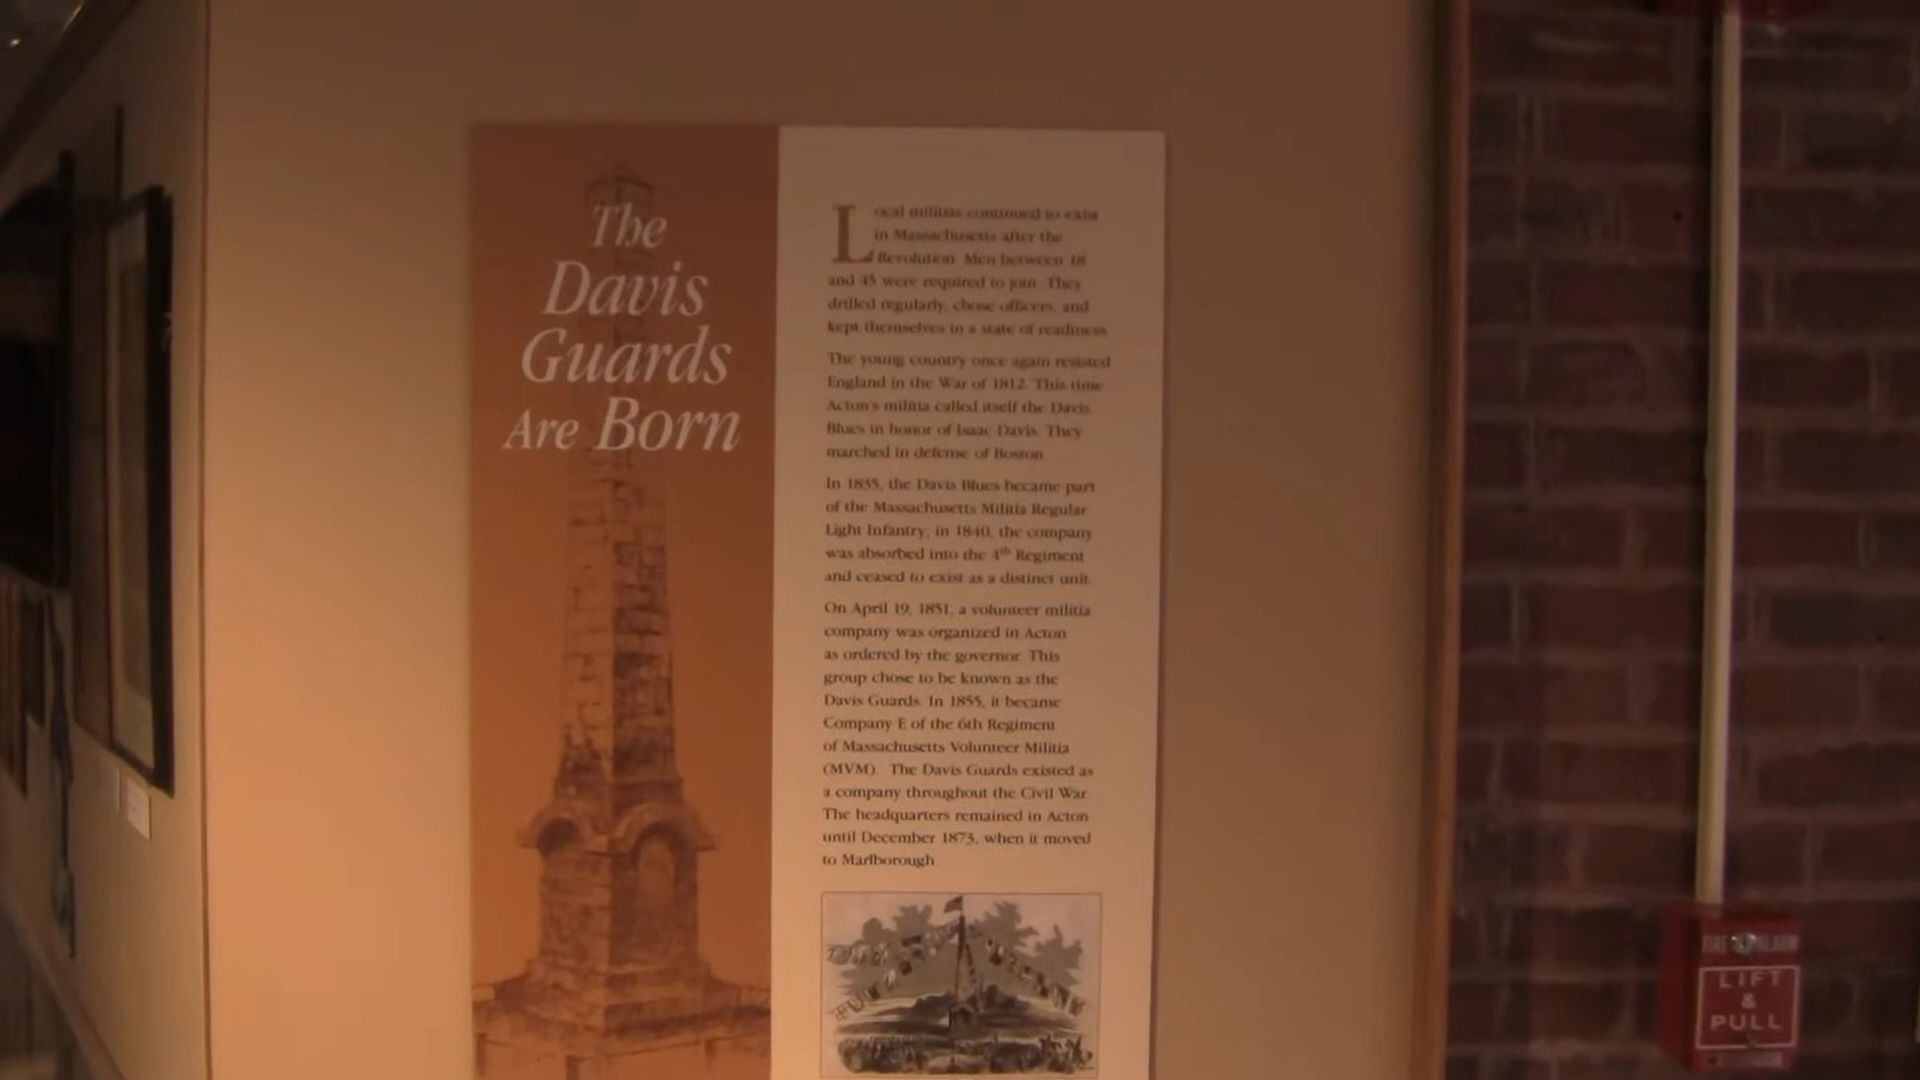 The
Davis
Guards
Are Born
Local militias continued to exist
in Massachusetts after the
Revolution. Men between 18
and 45 were required to join. They
drilled regularly, chose officers, and
kept themselves in a state of readiness.
The young country once again resisted
England in the War of 1812. This time
Acton's militia called itself the Davis
Blues in honor of Isaac Davis. They
marched in defense of Boston.
In 1835, the Davis Blues became part
of the Massachusetts Militia Regular
Light Infantry; in 1840, the company
was absorbed into the 4th Regiment
and ceased to exist as a distinct unit.
On April 19, 1851, a volunteer militia
company was organized in Acton
as ordered by the governor. This
group chose to be known as the
Davis Guards. In 1855, it became
Company E of the 6th Regiment
of Massachusetts Volunteer Militia
(MVM). The Davis Guards existed as
a company throughout the Civil War.
The headquarters remained in Acton
until December 1873, when it moved
to Marlborough.
FIRE ALARM
LIFT
&
PULL